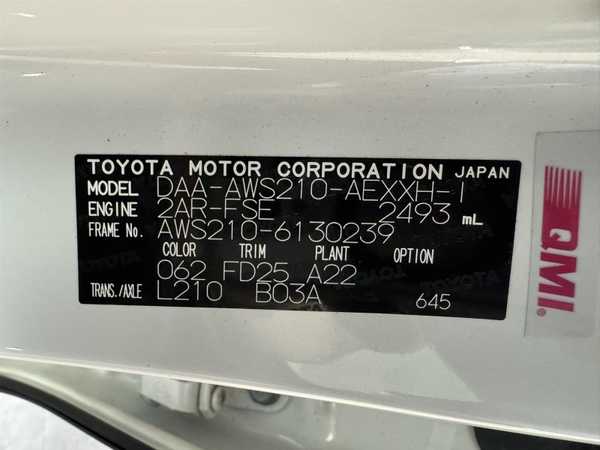 TOYOTA MOTOR CORPORATION JAPAN
MODEL DAA-AWS210-AEXXH-I
ENGINE 2AR-FSE 2493 mL
FRAME No. AWS210-6130239
COLOR TRIM PLANT OPTION
062 FD25 A22
TRANS./AXLE L210 B03A 645
QMI®